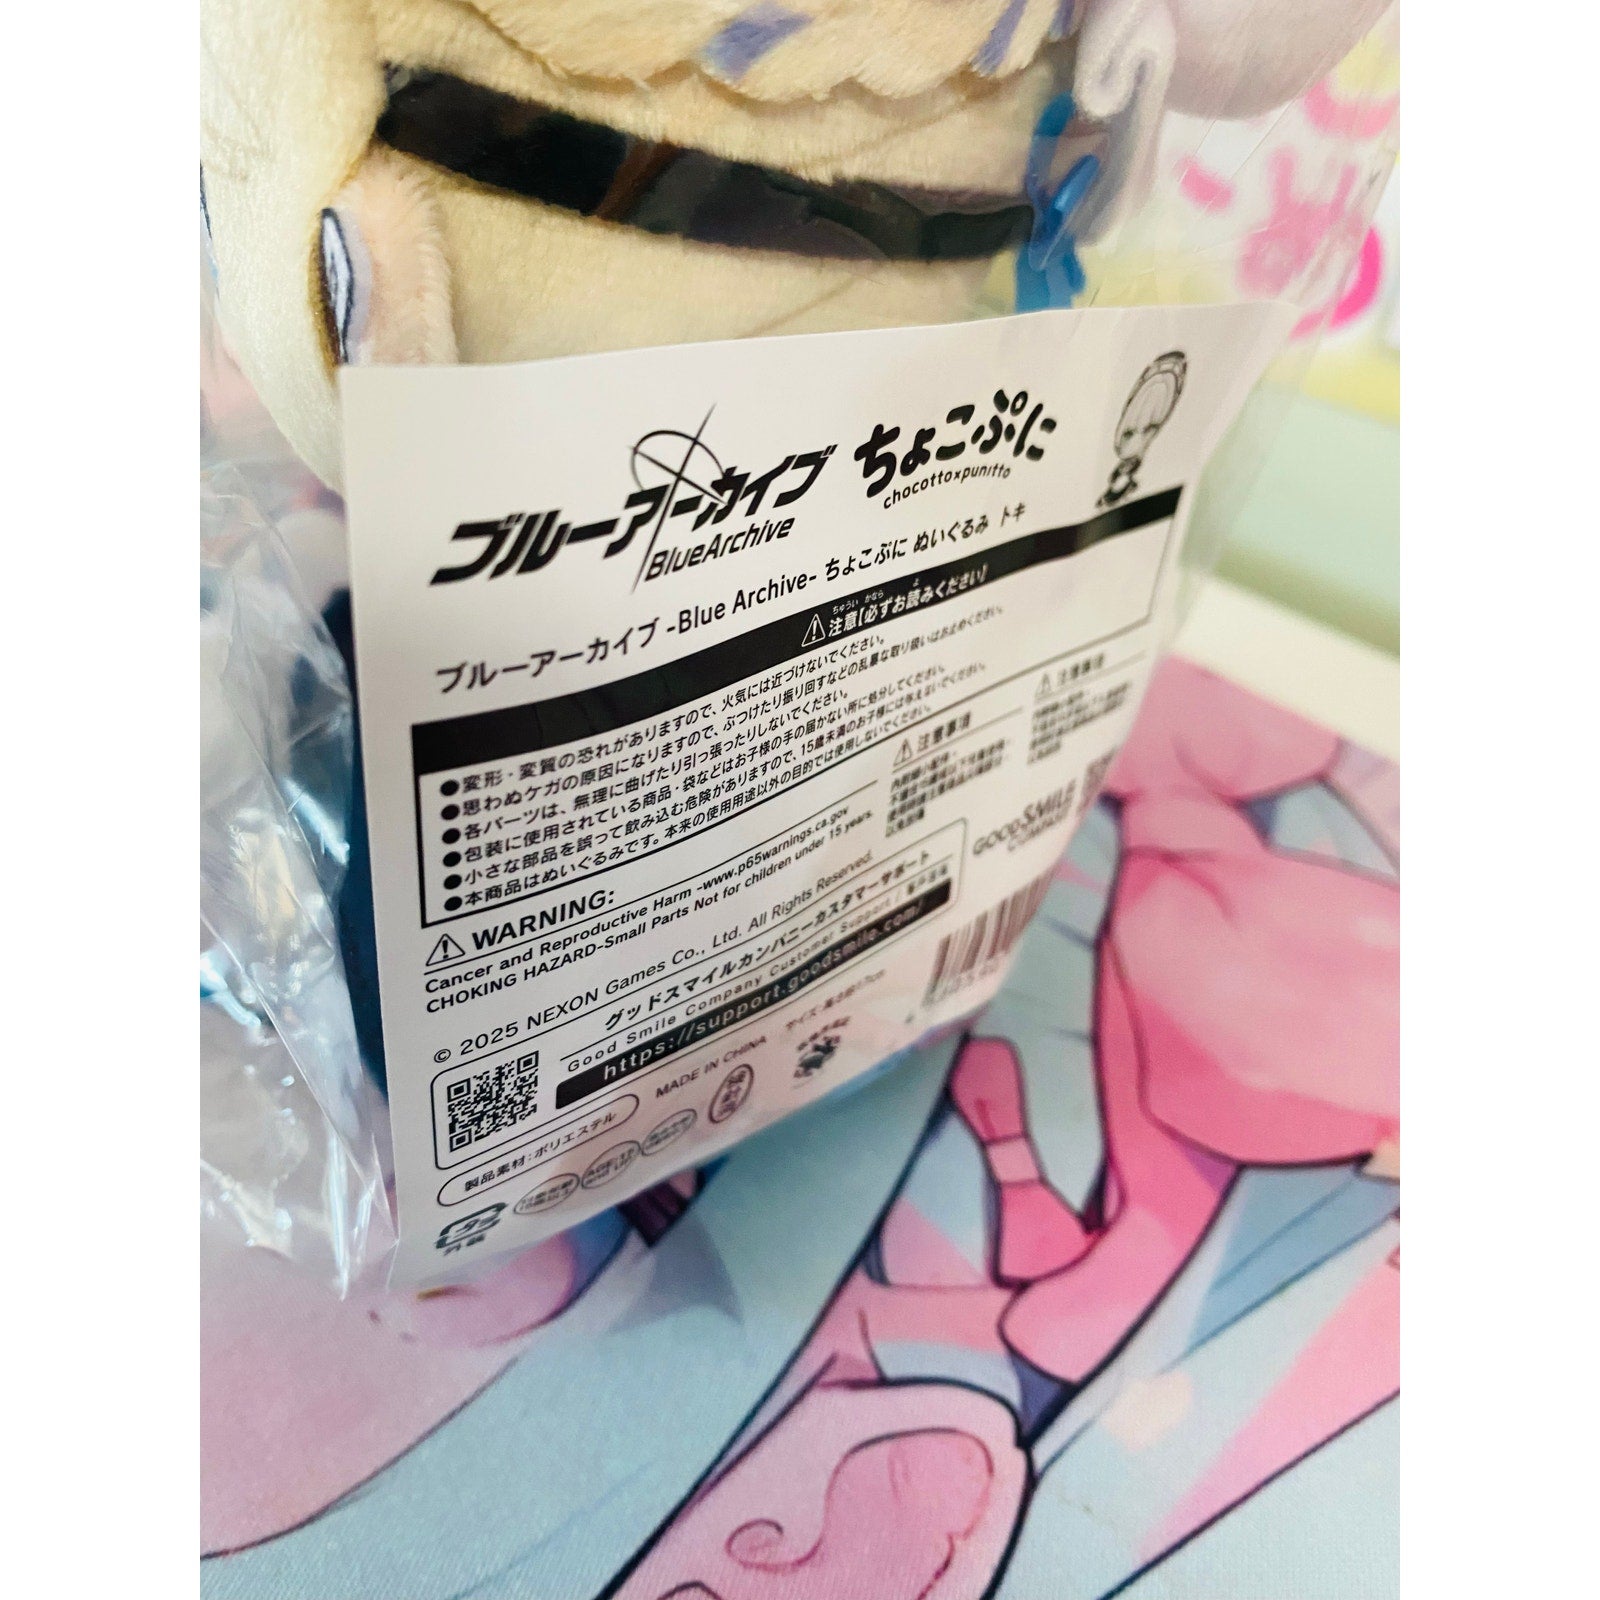 ブルーアーカイブ
BlueArchive
ちょこぷに
chocottoxpunitto
ブルーアーカイブ -Blue Archive- ちょこぷに ぬいぐるみ トキ
ちゅうい かなら よ
⚠注意[必ずお読みください]
●変形・変質の恐れがありますので、火気には近づけないでください。
●思わぬケガの原因になりますので、ぶつけたり振り回すなどの乱暴な取り扱いはお止めください。
●各パーツは、無理に曲げたり引っ張ったりしないでください。
●包装に使用されている商品・袋などはお子様の手の届かない所に処分してください。
●小さな部品を誤って飲み込む危険がありますので、15歳未満のお子様には与えないでください。
●本商品はぬいぐるみです。本来の使用用途以外の目的では使用しないでください。
⚠WARNING:
Cancer and Reproductive Harm -www.p65warnings.ca.gov
CHOKING HAZARD-Small Parts Not for children under 15 years.
⚠注意事項
⚠注意事項
GOOD SMILE
COMPANY
© 2025 NEXON Games Co., Ltd. All Rights Reserved.
グッドスマイルカンパニーカスタマーサポート
Good Smile Company Customer Support
https://support.goodsmile.com/
製品素材:ポリエステル
MADE IN CHINA